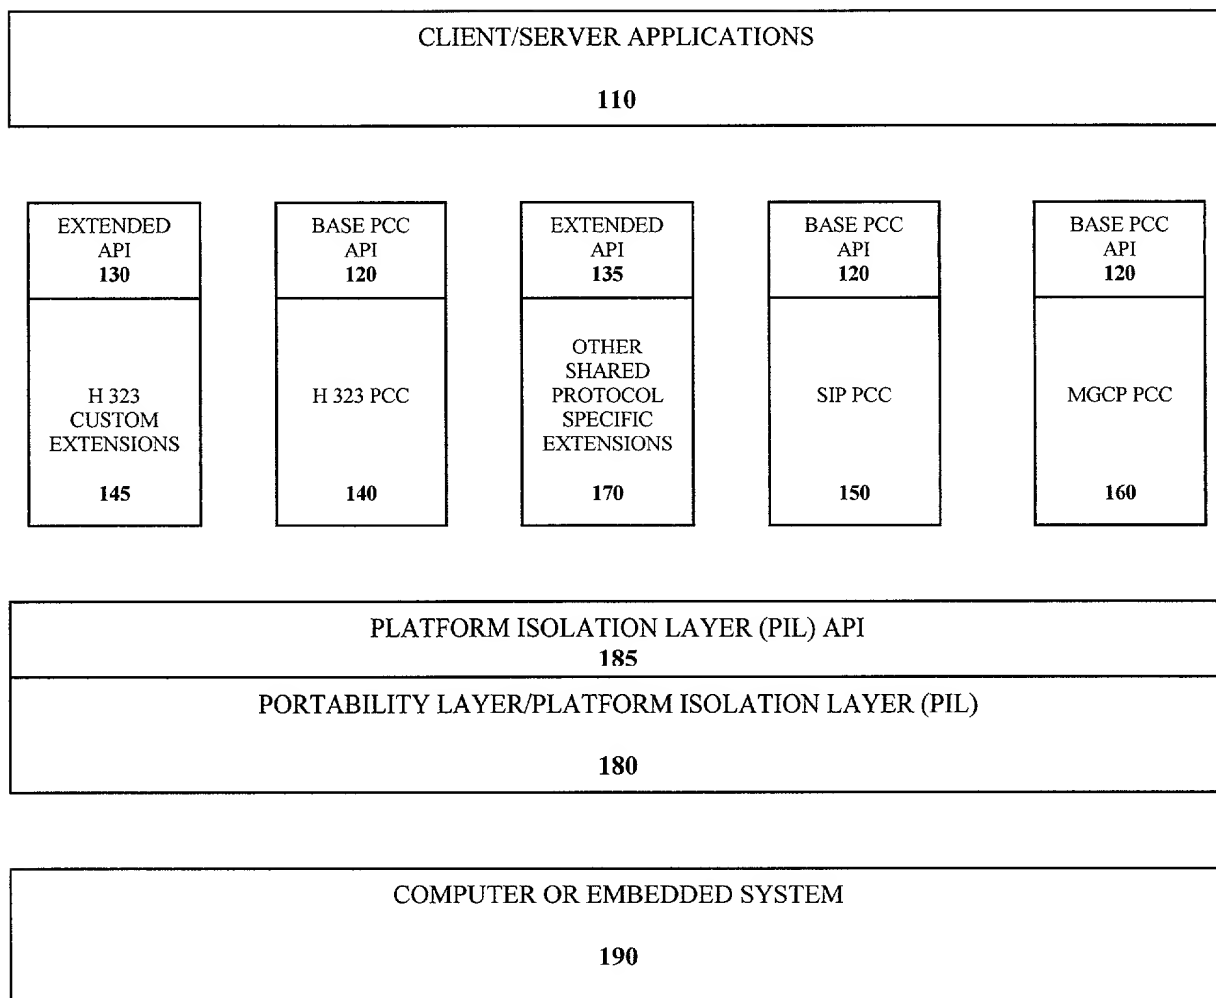 CLIENT/SERVER APPLICATIONS
110
EXTENDED
API
130
H 323
CUSTOM
EXTENSIONS
145
BASE PCC
API
120
H 323 PCC
140
EXTENDED
API
135
OTHER
SHARED
PROTOCOL
SPECIFIC
EXTENSIONS
170
BASE PCC
API
120
SIP PCC
150
BASE PCC
API
120
MGCP PCC
160
PLATFORM ISOLATION LAYER (PIL) API
185
PORTABILITY LAYER/PLATFORM ISOLATION LAYER (PIL)
180
COMPUTER OR EMBEDDED SYSTEM
190